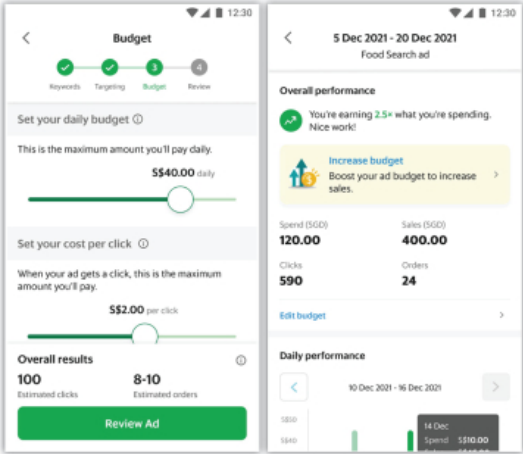 12:30
Budget
3
4
Keywords Targeting Budget Review
Set your daily budget
This is the maximum amount you'll pay daily.
S$40.00 daily
Set your cost per click
When your ad gets a click, this is the maximum
amount you'll pay.
S$2.00 per click
Overall results
100 8-10
Estimated clicks Estimated orders
Review Ad
12:30
5 Dec 2021 - 20 Dec 2021
Food Search ad
Overall performance
You're earning 2.5× what you're spending.
Nice work!
Increase budget
Boost your ad budget to increase
sales.
Spend (SGD) Sales (SGD)
120.00 400.00
Clicks Orders
590 24
Edit budget
Daily performance
10 Dec 2021 - 16 Dec 2021
S$50
S$40
14 Dec
Spend S$10.00